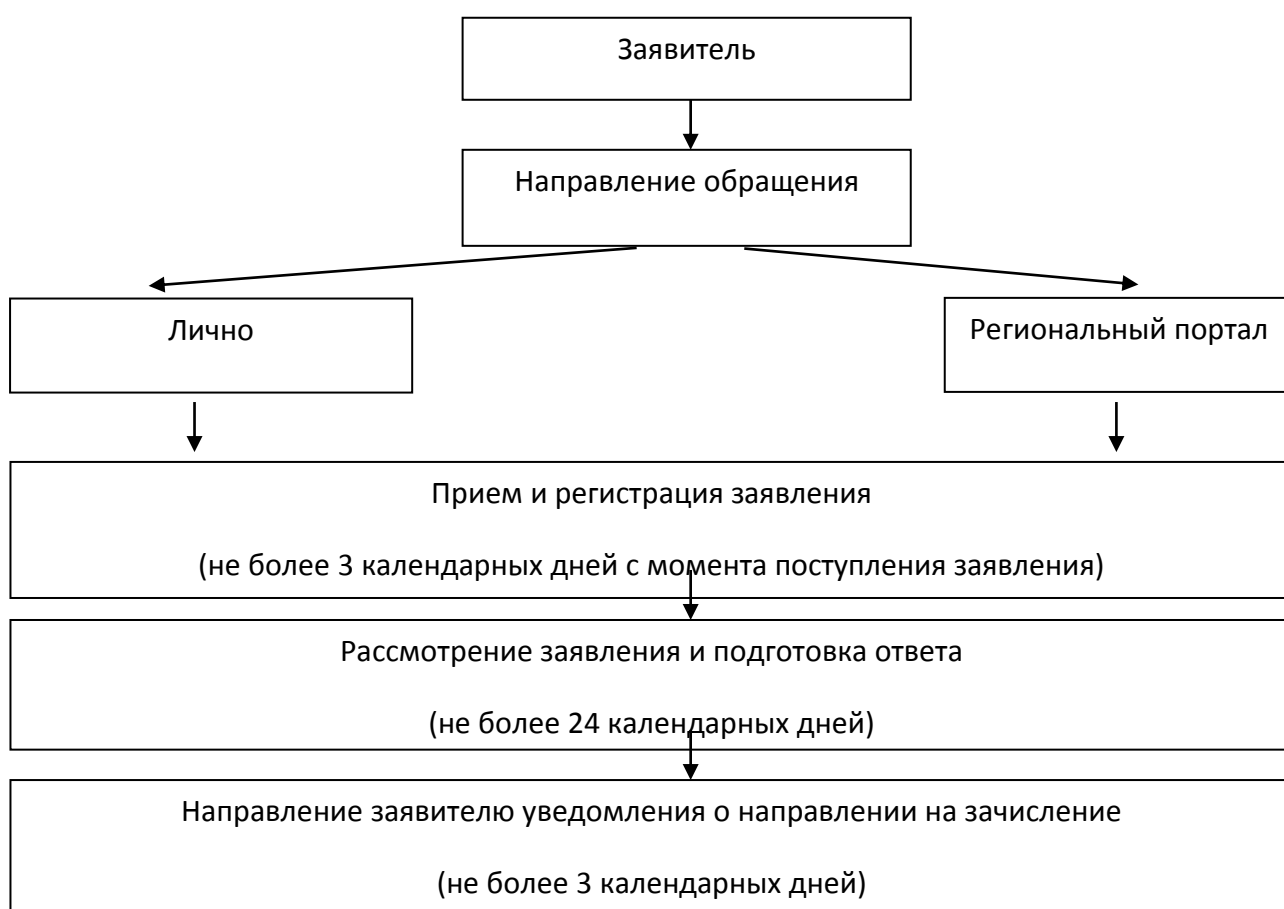 Заявитель
Направление обращения
Лично
Региональный портал
Прием и регистрация заявления
(не более 3 календарных дней с момента поступления заявления)
Рассмотрение заявления и подготовка ответа
(не более 24 календарных дней)
Направление заявителю уведомления о направлении на зачисление
(не более 3 календарных дней)